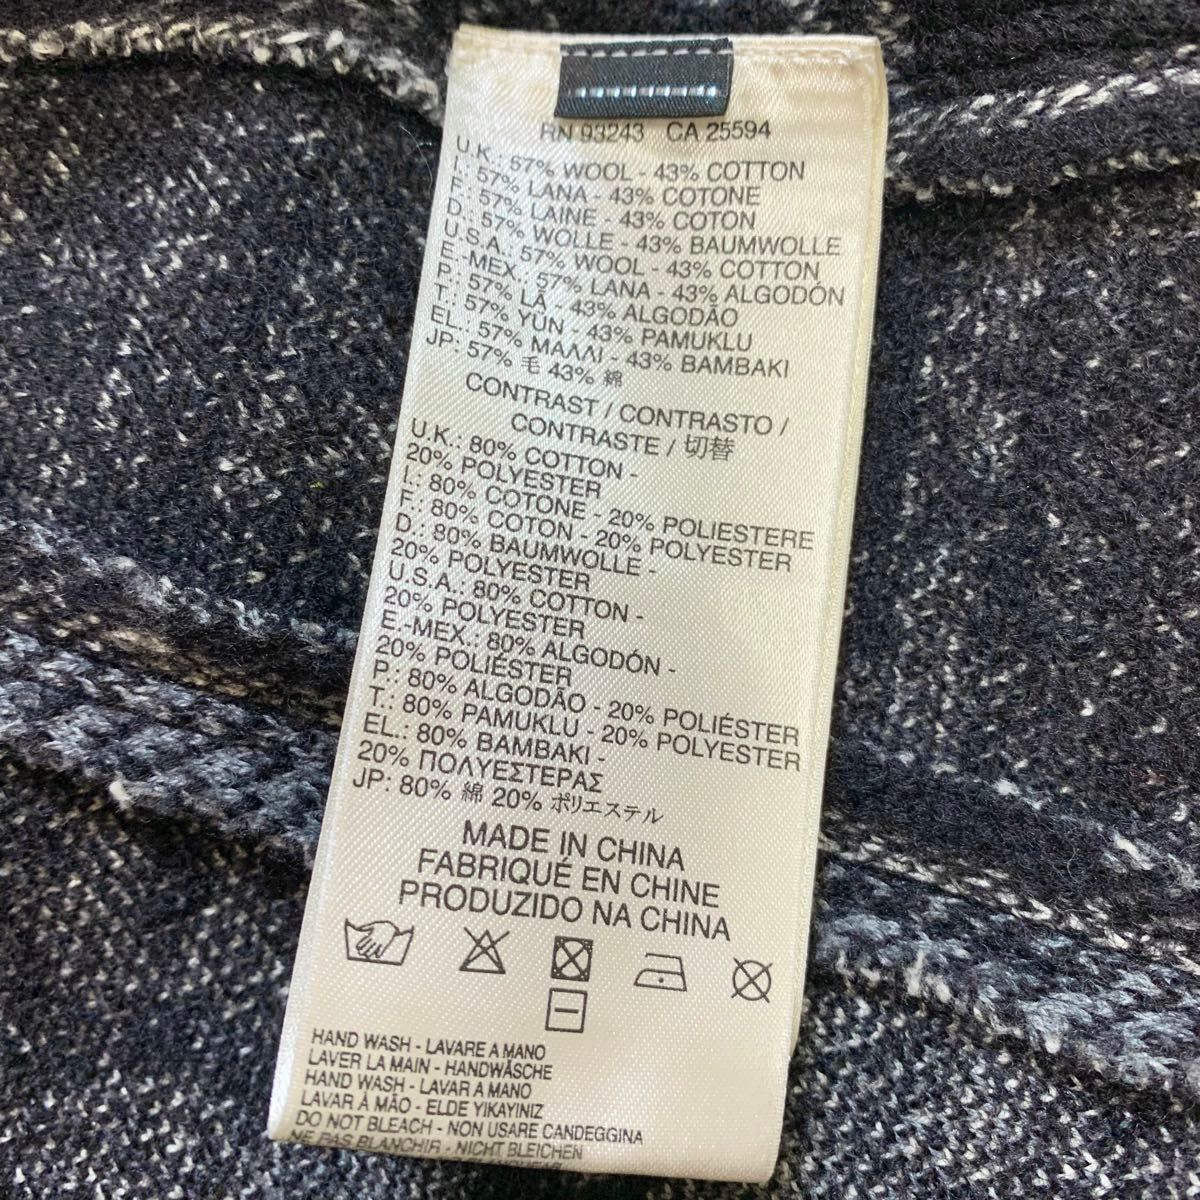 RN 93243 CA 25594
U.K.: 57% WOOL - 43% COTTON
I.: 57% LANA - 43% COTONE
F.: 57% LAINE - 43% COTON
D.: 57% WOLLE - 43% BAUMWOLLE
U.S.A. 57% WOOL - 43% COTTON
E.-MEX.: 57% LANA - 43% ALGODÓN
P.: 57% LÃ - 43% ALGODÃO
T.: 57% YÜN - 43% PAMUKLU
EL.: 57% ΜΑΛΛΙ - 43% BAMBAKI
JP: 57% 毛 43% 綿
CONTRAST / CONTRASTO /
CONTRASTE / 切替
U.K.: 80% COTTON -
20% POLYESTER
I.: 80% COTONE - 20% POLIESTERE
F.: 80% COTON - 20% POLYESTER
D.: 80% BAUMWOLLE -
20% POLYESTER
U.S.A.: 80% COTTON -
20% POLYESTER
E.-MEX.: 80% ALGODÓN -
20% POLIÉSTER
P.: 80% ALGODÃO - 20% POLIÉSTER
T.: 80% PAMUKLU - 20% POLYESTER
EL.: 80% BAMBAKI -
20% ΠΟΛΥΕΣΤΕΡΑΣ
JP: 80% 綿 20% ポリエステル
MADE IN CHINA
FABRIQUÉ EN CHINE
PRODUZIDO NA CHINA
HAND WASH - LAVARE A MANO
LAVER LA MAIN - HANDWÄSCHE
HAND WASH - LAVAR A MANO
LAVAR À MÃO - ELDE YIKAYINIZ
DO NOT BLEACH - NON USARE CANDEGGINA
NE PAS BLANCHIR - NICHT BLEICHEN